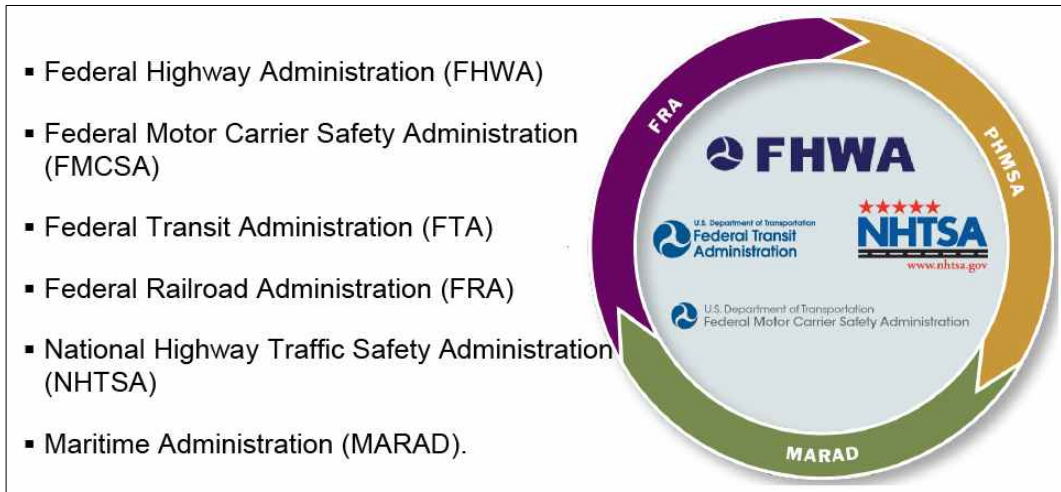 ▪ Federal Highway Administration (FHWA)
▪ Federal Motor Carrier Safety Administration
(FMCSA)
▪ Federal Transit Administration (FTA)
▪ Federal Railroad Administration (FRA)
▪ National Highway Traffic Safety Administration
(NHTSA)
▪ Maritime Administration (MARAD).
FRA
PHMSA
FHWA
U.S. Department of Transportation
Federal Transit
Administration
NHTSA
www.nhtsa.gov
U.S. Department of Transportation
Federal Motor Carrier Safety Administration
MARAD